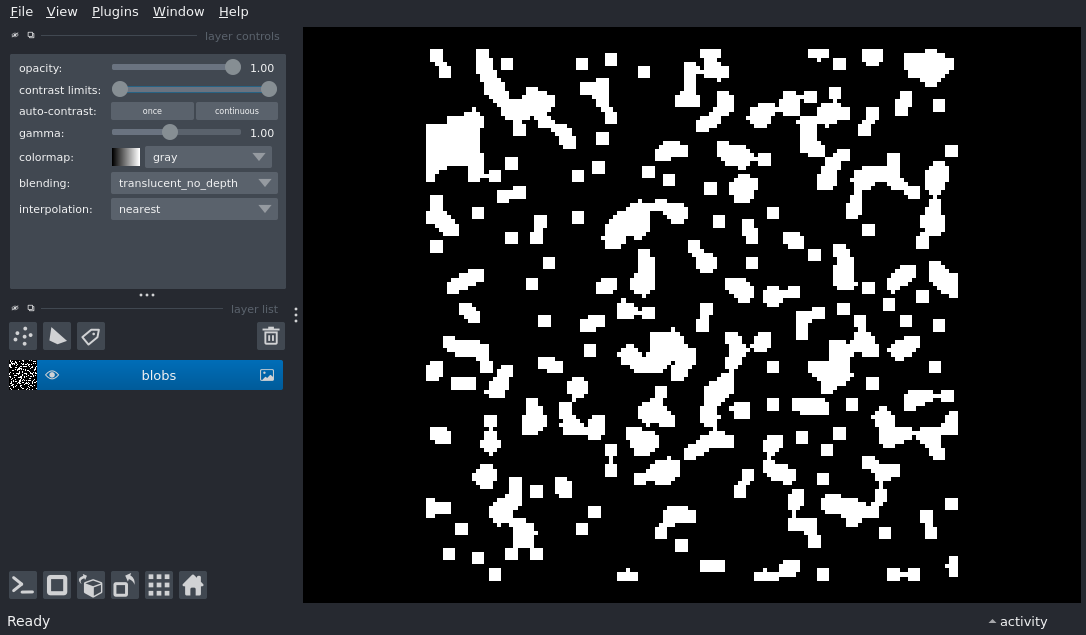 File View Plugins Window Help
layer controls
opacity: 1.00
contrast limits:
auto-contrast: once continuous
gamma: 1.00
colormap: gray
blending: translucent_no_depth
interpolation: nearest
layer list
blobs
Ready
activity